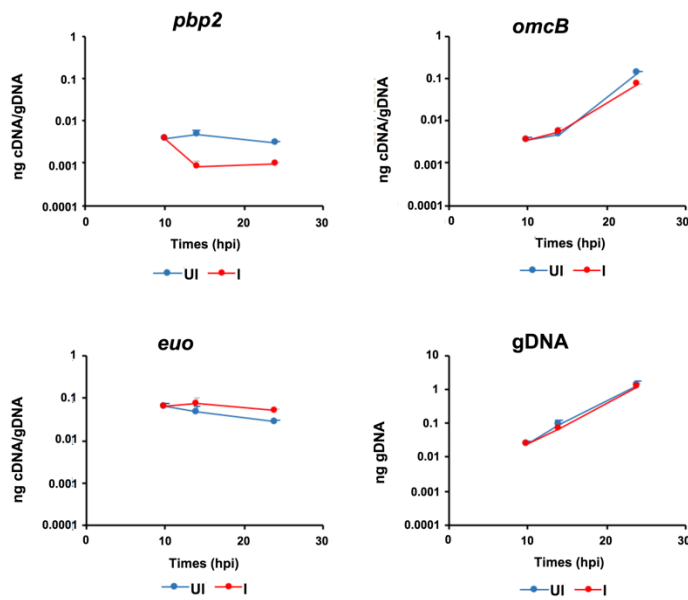 pbp2
1
0.1
0.01
0.001
0.0001
ng cDNA/gDNA
0 10 20 30
Times (hpi)
UI I
omcB
1
0.1
0.01
0.001
0.0001
ng cDNA/gDNA
0 10 20 30
Times (hpi)
UI I
euo
1
0.1
0.01
0.001
0.0001
ng cDNA/gDNA
0 10 20 30
Times (hpi)
UI I
gDNA
10
1
0.1
0.01
0.001
0.0001
ng gDNA
0 10 20 30
Times (hpi)
UI I